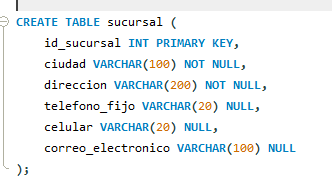 CREATE TABLE sucursal (
id_sucursal INT PRIMARY KEY,
ciudad VARCHAR(100) NOT NULL,
direccion VARCHAR(200) NOT NULL,
telefono_fijo VARCHAR(20) NULL,
celular VARCHAR(20) NULL,
correo_electronico VARCHAR(100) NULL
);